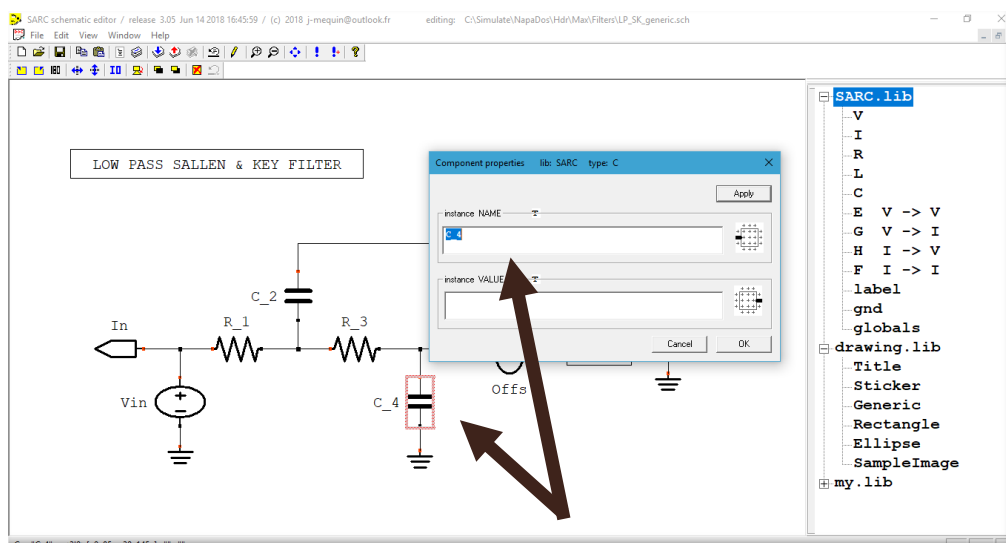 SARC schematic editor / release 3.05 Jun 14 2018 16:45:59 / (c) 2018 j-mequin@outlook.fr editing: C:\Simulate\NapaDos\Hdr\Max\Filters\LP_SK_generic.sch
File Edit View Window Help
LOW PASS SALLEN & KEY FILTER
Component properties lib: SARC type: C
Apply
instance NAME
C_4
instance VALUE
Cancel OK
C_2
In
R_1
R_3
Vin
C_4
Offs
SARC.lib
V
I
R
L
C
E V -> V
G V -> I
H I -> V
F I -> I
label
gnd
globals
drawing.lib
Title
Sticker
Generic
Rectangle
Ellipse
SampleImage
my.lib